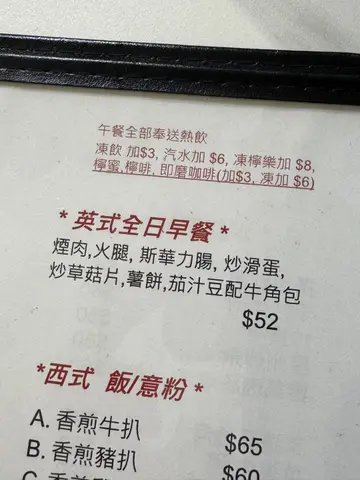 午餐全部奉送熱飲
凍飲 加$3, 汽水加 $6, 凍檸樂加 $8,
檸蜜,檸啡, 即磨咖啡(加$3, 凍加 $6)
* 英式全日早餐 *
煙肉,火腿, 斯華力腸, 炒滑蛋,
炒草菇片,薯餅,茄汁豆配牛角包
$52
*西式 飯/意粉 *
A. 香煎牛扒 $65
B. 香煎豬扒 $60
C. 香煎